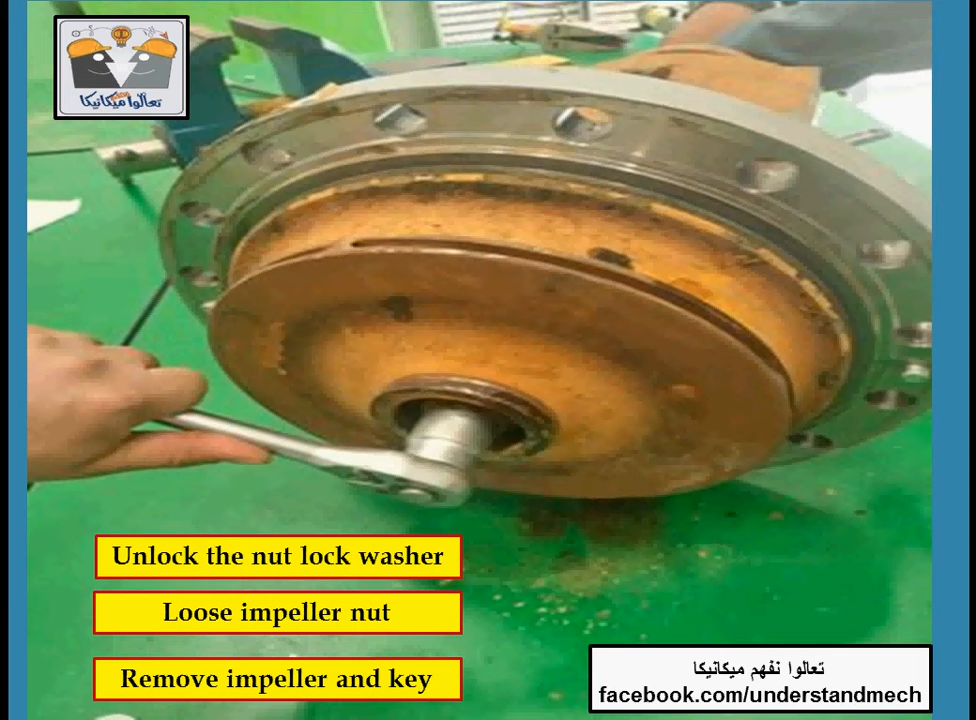 تعالوا نفهم ميكانيكا
Unlock the nut lock washer
Loose impeller nut
Remove impeller and key
تعالوا نفهم ميكانيكا
facebook.com/understandmech